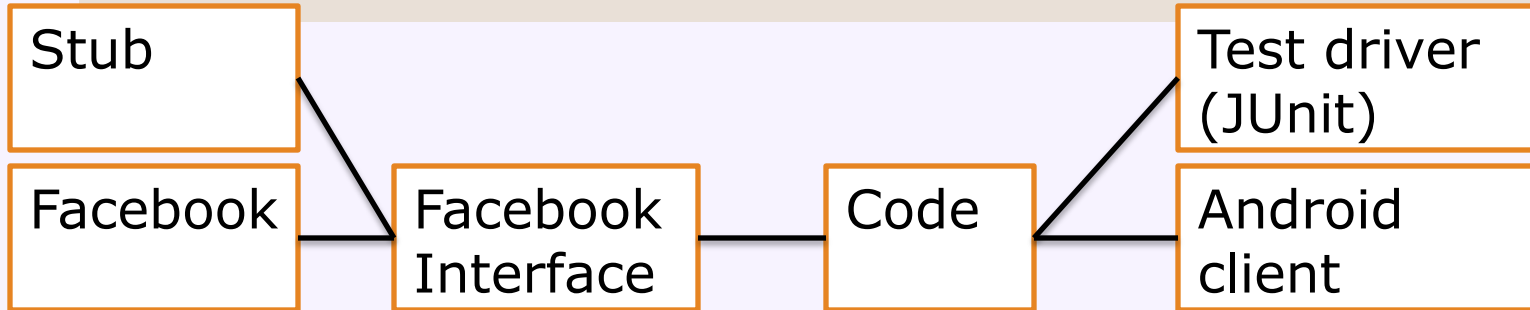 Stub
Test driver
(JUnit)
Facebook
Facebook
Interface
Code
Android
client